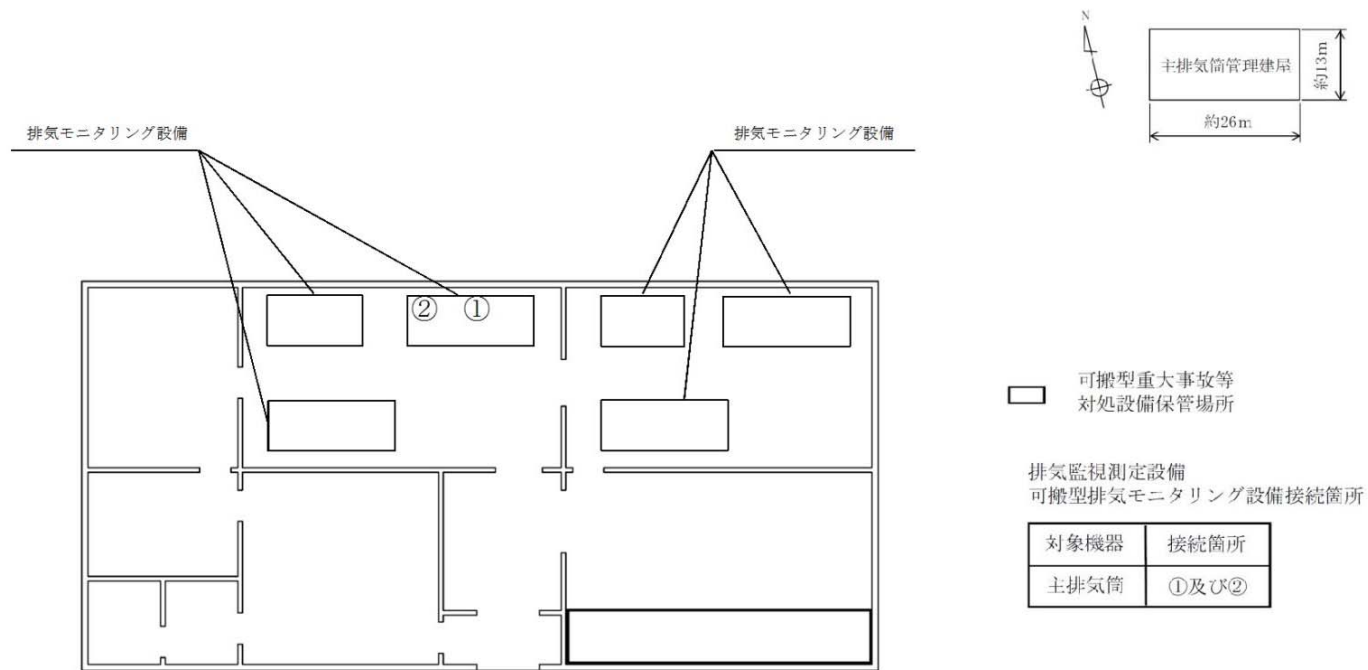 N
主排気筒管理建屋
約13m
約26m
排気モニタリング設備
排気モニタリング設備
② ①
可搬型重大事故等
対処設備保管場所
排気監視測定設備
可搬型排気モニタリング設備接続箇所
対象機器 接続箇所
主排気筒 ①及び②